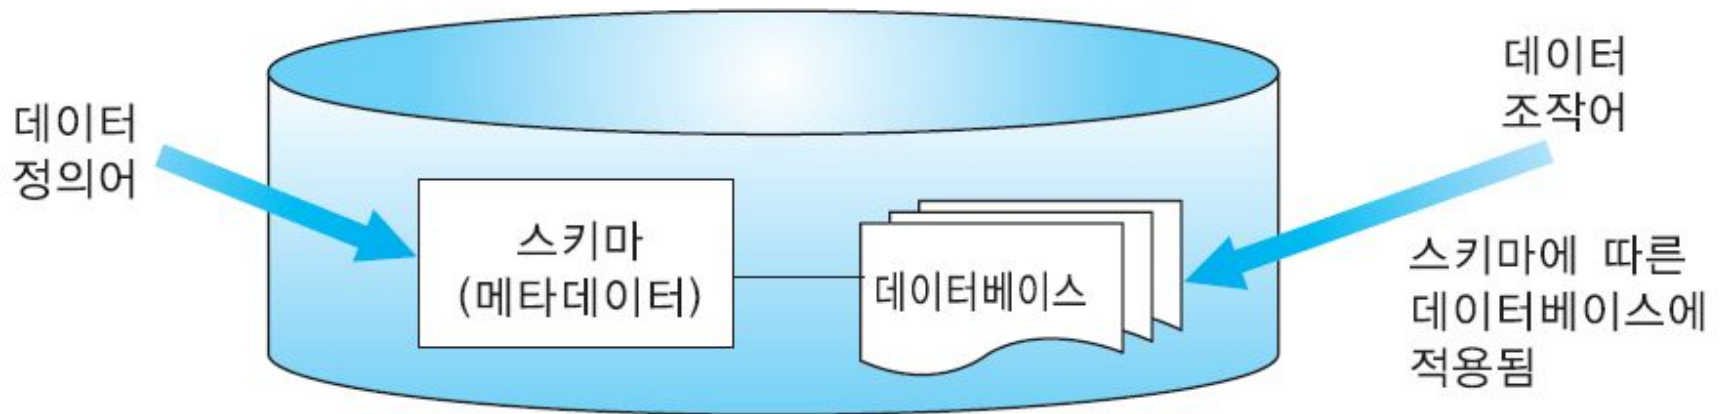 데이터
정의어
스키마
(메타데이터)
데이터베이스
데이터
조작어
스키마에 따른
데이터베이스에
적용됨